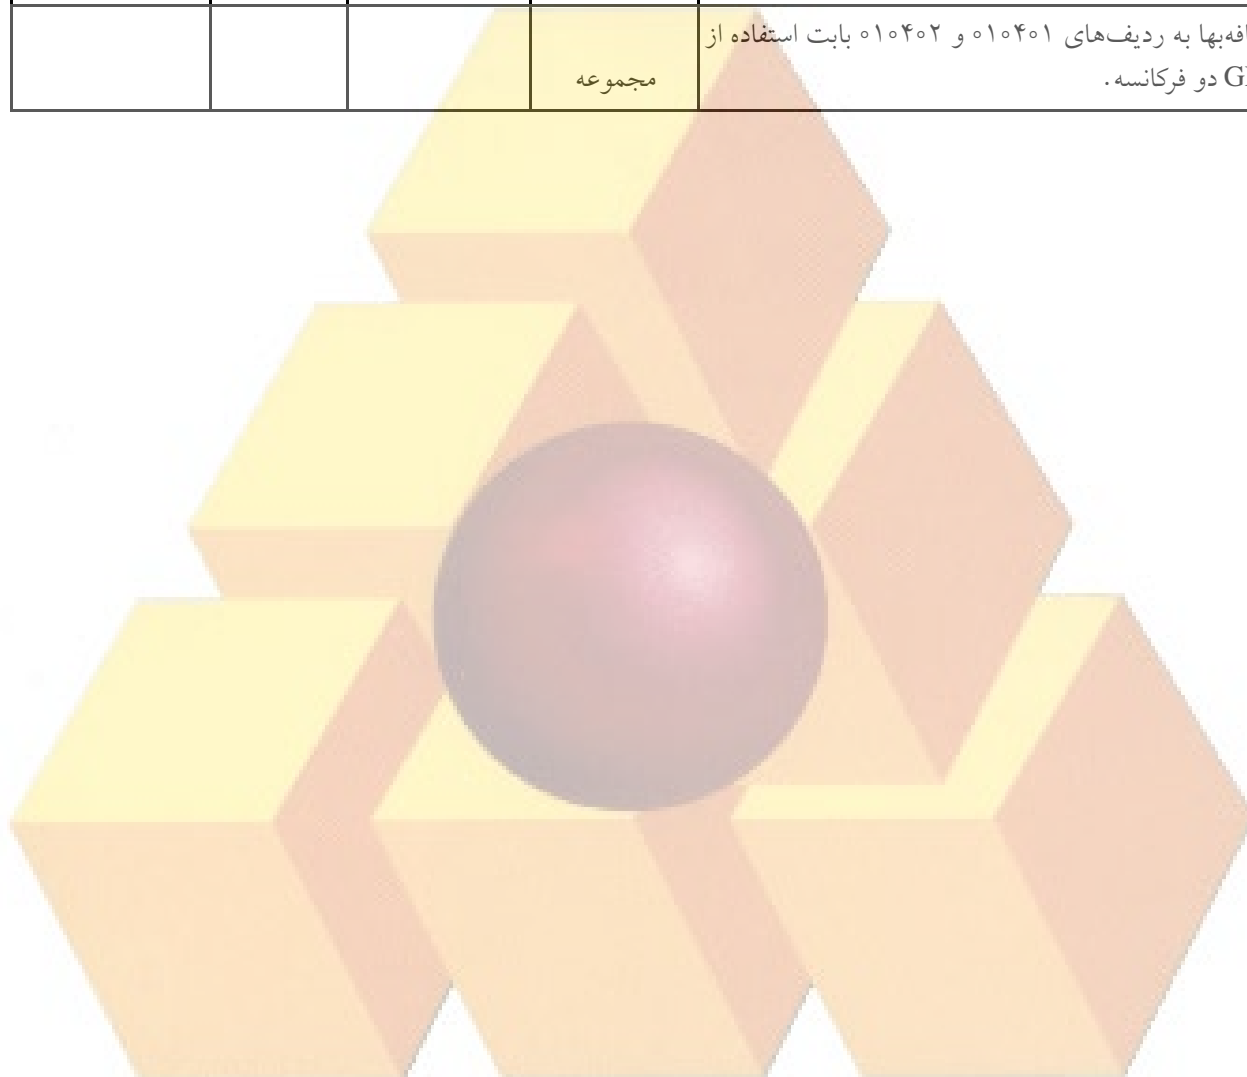 افه‌بها به ردیف‌های ۰۱۰۴۰۱ و ۰۱۰۴۰۲ بابت استفاده از
دو فرکانسه.
مجموعه